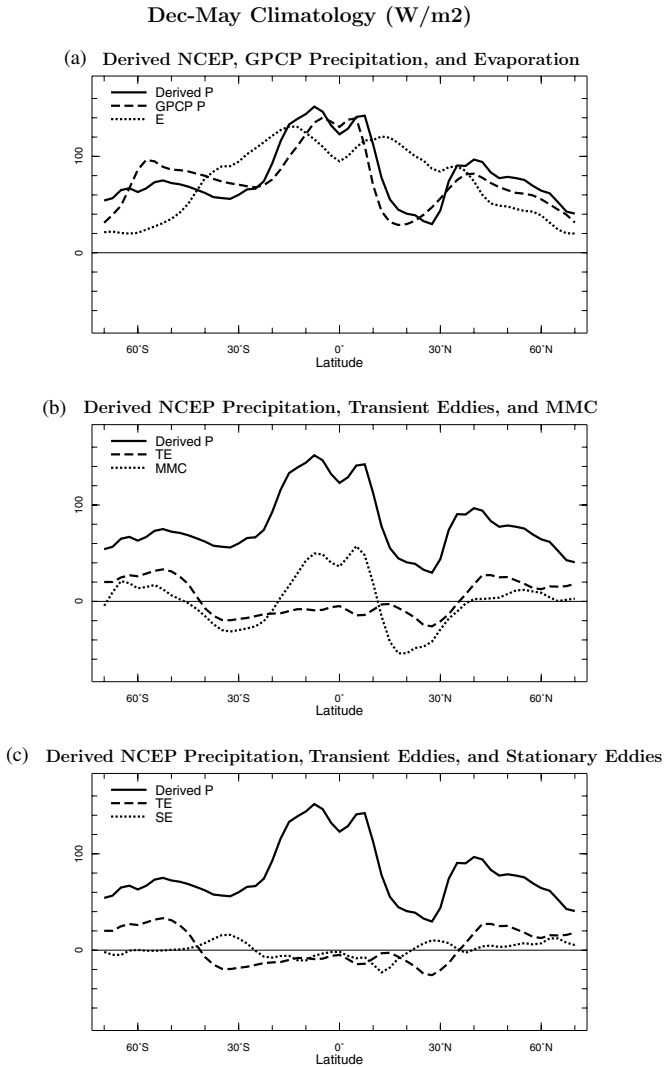 Dec-May Climatology (W/m2)
(a) Derived NCEP, GPCP Precipitation, and Evaporation
Derived P
GPCP P
E
100
0
60°S 30°S 0° 30°N 60°N
Latitude
(b) Derived NCEP Precipitation, Transient Eddies, and MMC
Derived P
TE
MMC
100
0
60°S 30°S 0° 30°N 60°N
Latitude
(c) Derived NCEP Precipitation, Transient Eddies, and Stationary Eddies
Derived P
TE
SE
100
0
60°S 30°S 0° 30°N 60°N
Latitude